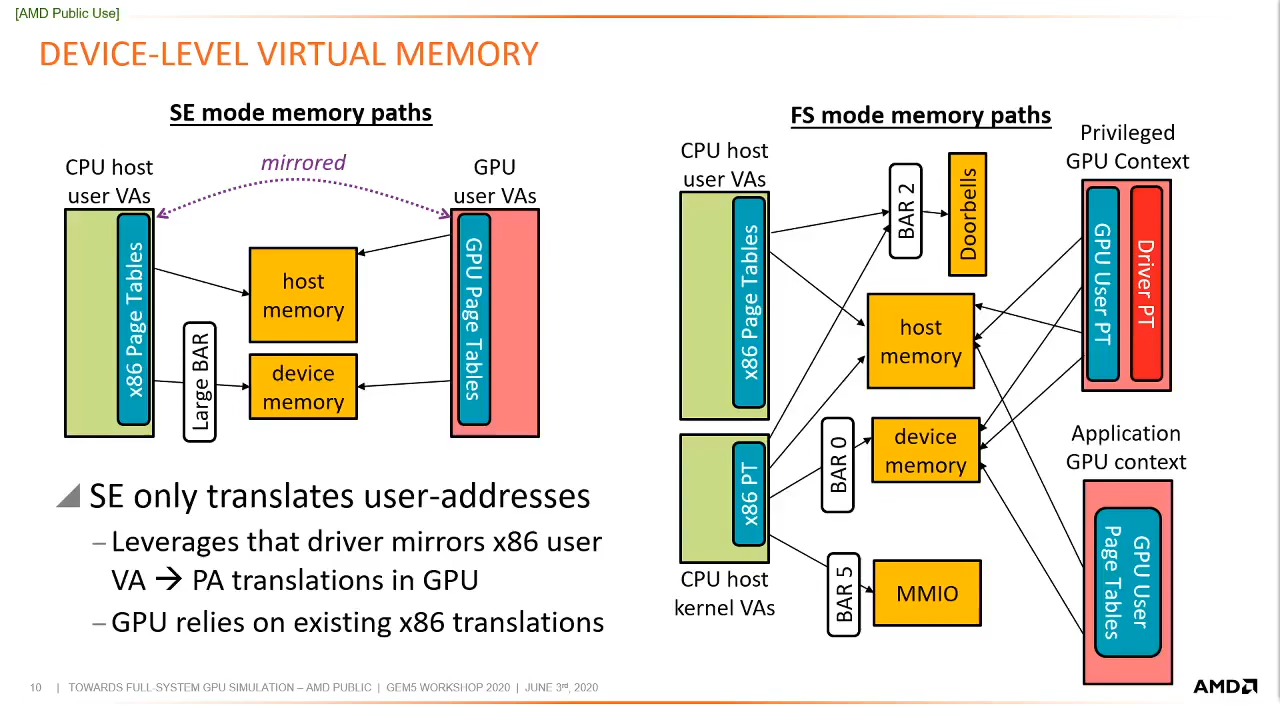 [AMD Public Use]
DEVICE-LEVEL VIRTUAL MEMORY
SE mode memory paths
CPU host
user VAs
mirrored
GPU
user VAs
x86 Page Tables
Large BAR
host
memory
device
memory
GPU Page Tables
SE only translates user-addresses
– Leverages that driver mirrors x86 user
VA → PA translations in GPU
– GPU relies on existing x86 translations
FS mode memory paths
CPU host
user VAs
x86 Page Tables
BAR 2
Doorbells
Privileged
GPU Context
GPU User PT
Driver PT
host
memory
x86 PT
BAR 0
device
memory
CPU host
kernel VAs
BAR 5
MMIO
Application
GPU context
GPU User
Page Tables
10 | TOWARDS FULL-SYSTEM GPU SIMULATION – AMD PUBLIC | GEM5 WORKSHOP 2020 | JUNE 3rd, 2020
AMD